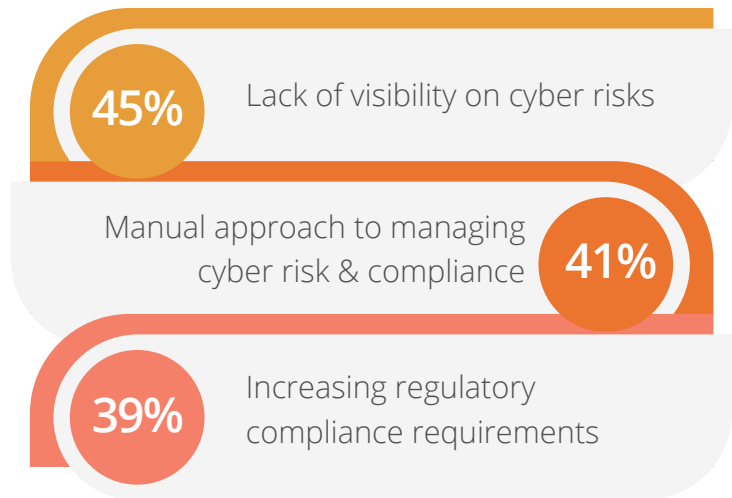 45%
Lack of visibility on cyber risks
Manual approach to managing
cyber risk & compliance
41%
39%
Increasing regulatory
compliance requirements